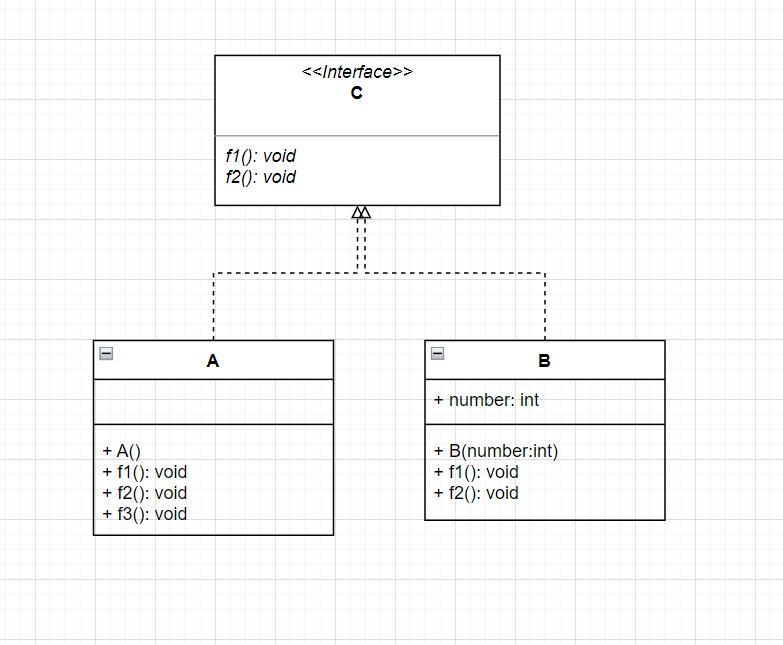 <<Interface>>
C
f1(): void
f2(): void
A
+ A()
+ f1(): void
+ f2(): void
+ f3(): void
B
+ number: int
+ B(number:int)
+ f1(): void
+ f2(): void